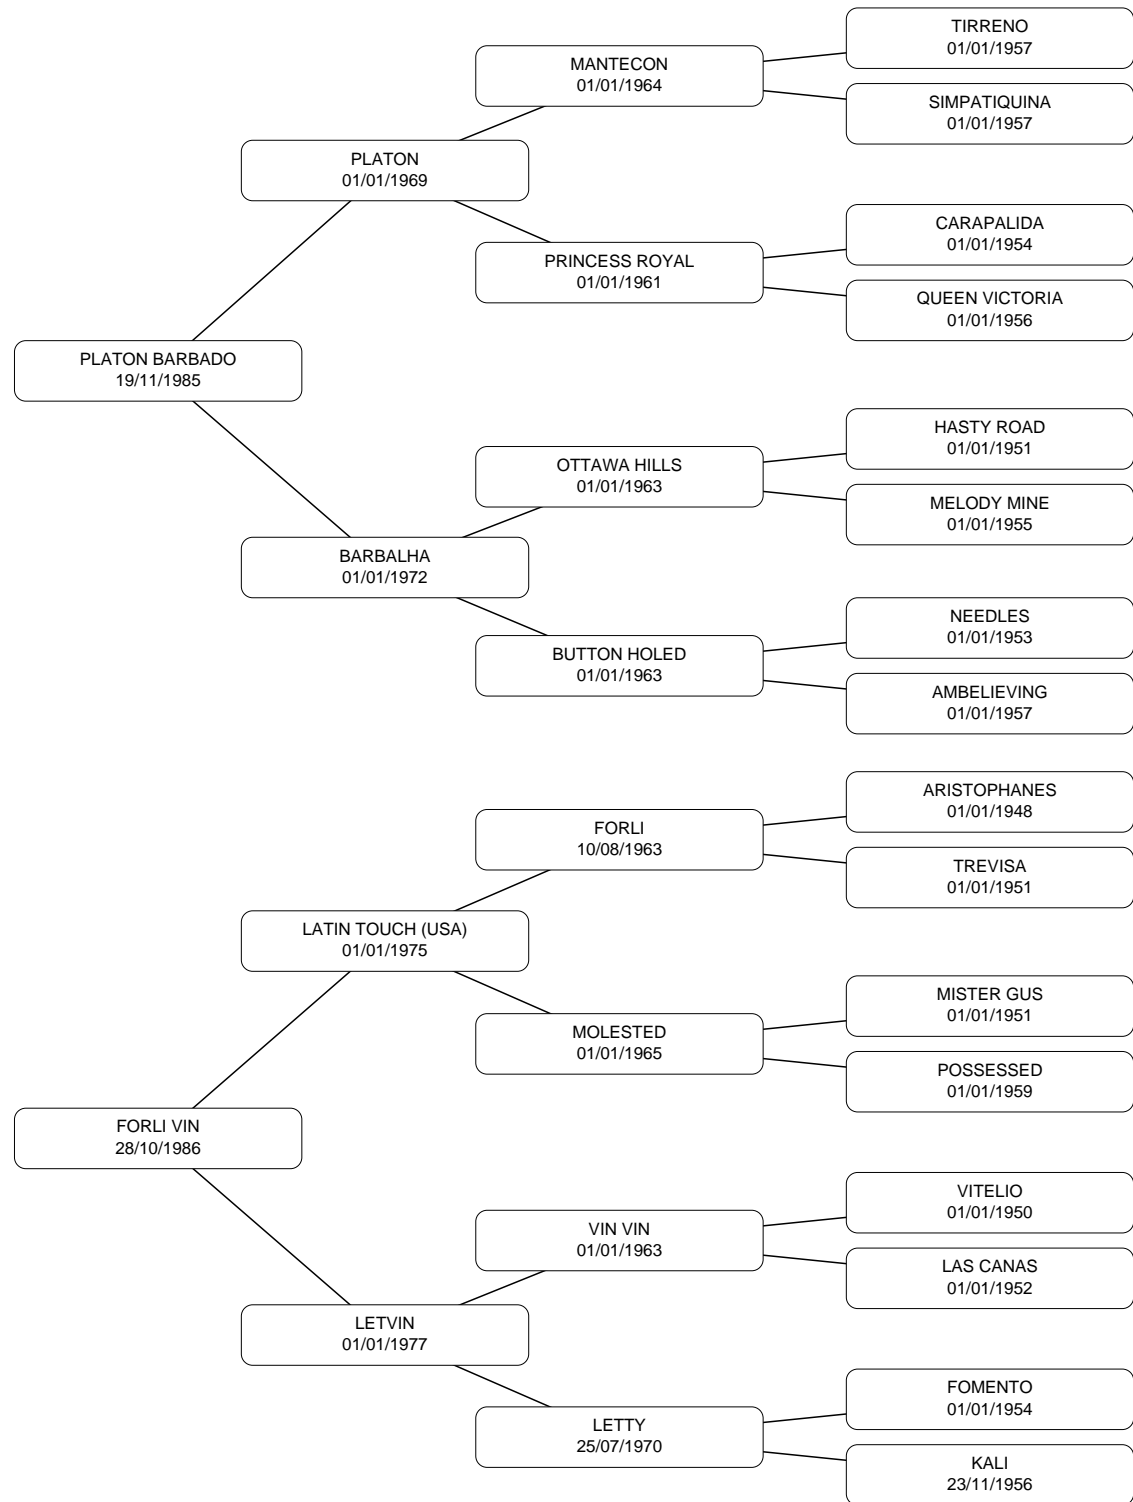 TIRRENO
01/01/1957
MANTECON
01/01/1964
SIMPATIQUINA
01/01/1957
PLATON
01/01/1969
CARAPALIDA
01/01/1954
PRINCESS ROYAL
01/01/1961
QUEEN VICTORIA
01/01/1956
PLATON BARBADO
19/11/1985
HASTY ROAD
01/01/1951
OTTAWA HILLS
01/01/1963
MELODY MINE
01/01/1955
BARBALHA
01/01/1972
NEEDLES
01/01/1953
BUTTON HOLED
01/01/1963
AMBELIEVING
01/01/1957
ARISTOPHANES
01/01/1948
FORLI
10/08/1963
TREVISA
01/01/1951
LATIN TOUCH (USA)
01/01/1975
MISTER GUS
01/01/1951
MOLESTED
01/01/1965
POSSESSED
01/01/1959
FORLI VIN
28/10/1986
VITELIO
01/01/1950
VIN VIN
01/01/1963
LAS CANAS
01/01/1952
LETVIN
01/01/1977
FOMENTO
01/01/1954
LETTY
25/07/1970
KALI
23/11/1956